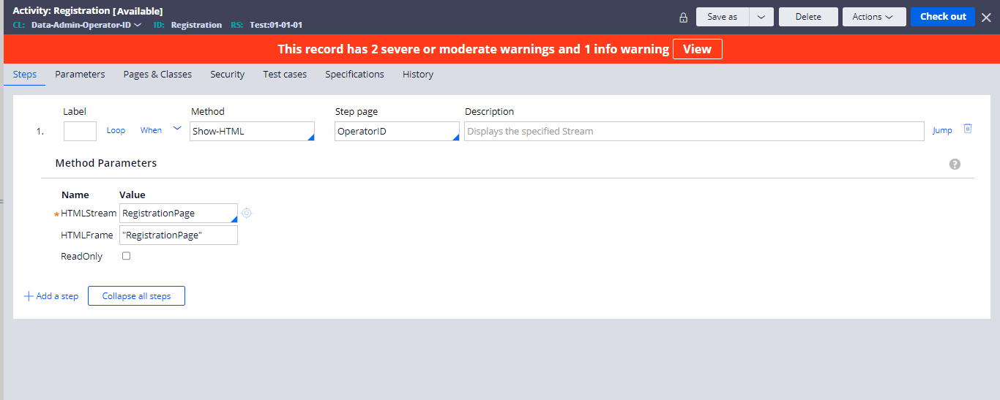 Activity: Registration [Available]
CL: Data-Admin-Operator-ID ID: Registration RS: Test:01-01-01
Save as Delete Actions Check out
This record has 2 severe or moderate warnings and 1 info warning View
Steps Parameters Pages & Classes Security Test cases Specifications History
Label Method Step page Description
1. Loop When Show-HTML OperatorID Displays the specified Stream Jump
Method Parameters ?
Name Value
*HTMLStream RegistrationPage
HTMLFrame "RegistrationPage"
ReadOnly
+ Add a step Collapse all steps